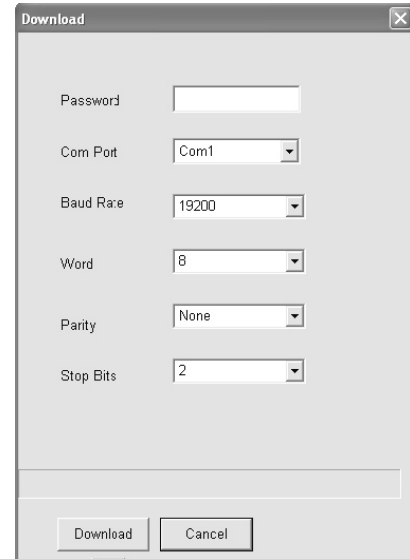 Download
Password
Com Port Com1
Baud Rate 19200
Word 8
Parity None
Stop Bits 2
Download Cancel